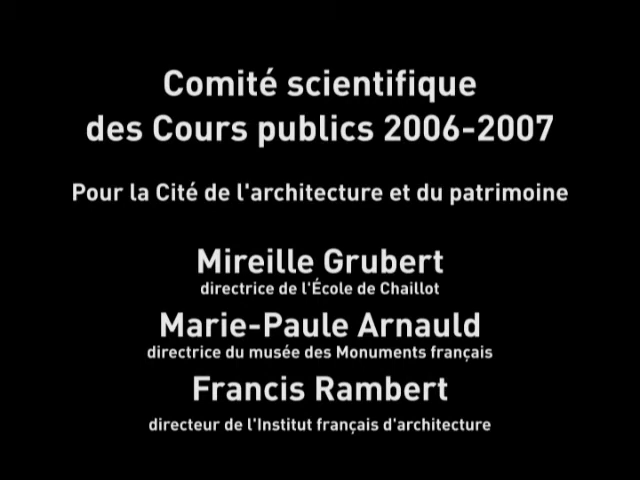 Comité scientifique
des Cours publics 2006-2007
Pour la Cité de l'architecture et du patrimoine
Mireille Grubert
directrice de l'École de Chaillot
Marie-Paule Arnauld
directrice du musée des Monuments français
Francis Rambert
directeur de l'Institut français d'architecture